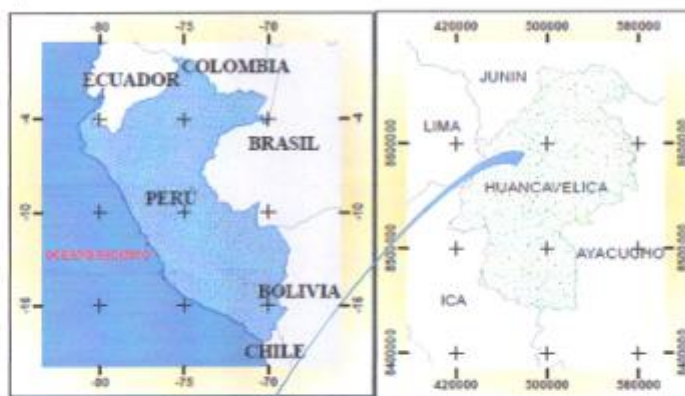 -80 -75 -70
420000 500000 580000
ECUADOR
COLOMBIA
-4 -4
BRASIL
PERÚ
-10 -10
BOLIVIA
-16 -16
CHILE
-80 -75 -70
JUNIN
LIMA
8600000 8600000
HUANCAVELICA
8500000 8500000
AYACUCHO
ICA
8400000 8400000
420000 500000 580000